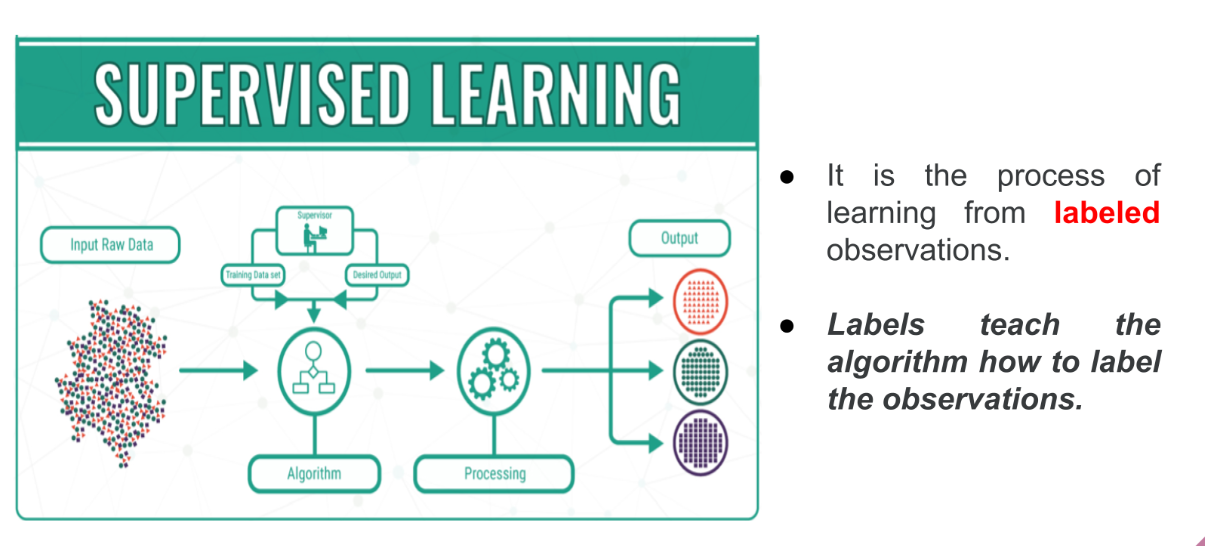 SUPERVISED LEARNING
Input Raw Data
Supervisor
Training Data set
Desired Output
Algorithm
Processing
Output
● It is the process of
learning from labeled
observations.
● Labels teach the
algorithm how to label
the observations.